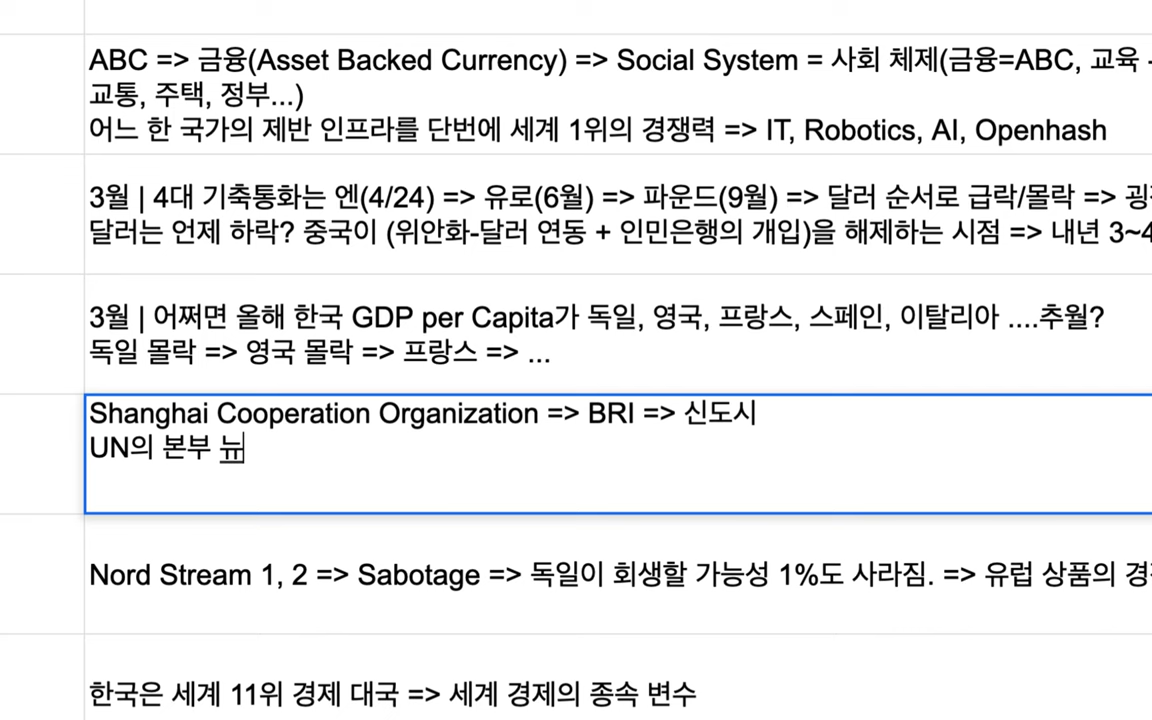 ABC => 금융(Asset Backed Currency) => Social System = 사회 체제(금융=ABC, 교육
교통, 주택, 정부...)
어느 한 국가의 제반 인프라를 단번에 세계 1위의 경쟁력 => IT, Robotics, AI, Openhash
3월 | 4대 기축통화는 엔(4/24) => 유로(6월) => 파운드(9월) => 달러 순서로 급락/몰락 =>
달러는 언제 하락? 중국이 (위안화-달러 연동 + 인민은행의 개입)을 해제하는 시점 => 내년 3~4
3월 | 어쩌면 올해 한국 GDP per Capita가 독일, 영국, 프랑스, 스페인, 이탈리아 ....추월?
독일 몰락 => 영국 몰락 => 프랑스 => ...
Shanghai Cooperation Organization => BRI => 신도시
UN의 본부 뉴
Nord Stream 1, 2 => Sabotage => 독일이 회생할 가능성 1%도 사라짐. => 유럽 상품의
한국은 세계 11위 경제 대국 => 세계 경제의 종속 변수